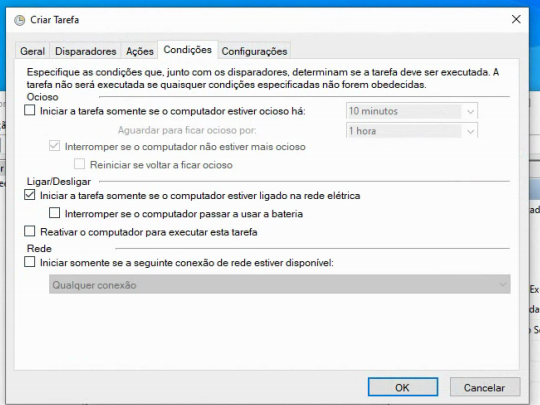 Criar Tarefa
Geral Disparadores Ações Condições Configurações
Especifique as condições que, junto com os disparadores, determinam se a tarefa deve ser executada. A
tarefa não será executada se quaisquer condições especificadas não forem obedecidas.
Ocioso
Iniciar a tarefa somente se o computador estiver ocioso há: 10 minutos
Aguardar para ficar ocioso por: 1 hora
Interromper se o computador não estiver mais ocioso
Reiniciar se voltar a ficar ocioso
Ligar/Desligar
Iniciar a tarefa somente se o computador estiver ligado na rede elétrica
Interromper se o computador passar a usar a bateria
Reativar o computador para executar esta tarefa
Rede
Iniciar somente se a seguinte conexão de rede estiver disponível:
Qualquer conexão
OK Cancelar